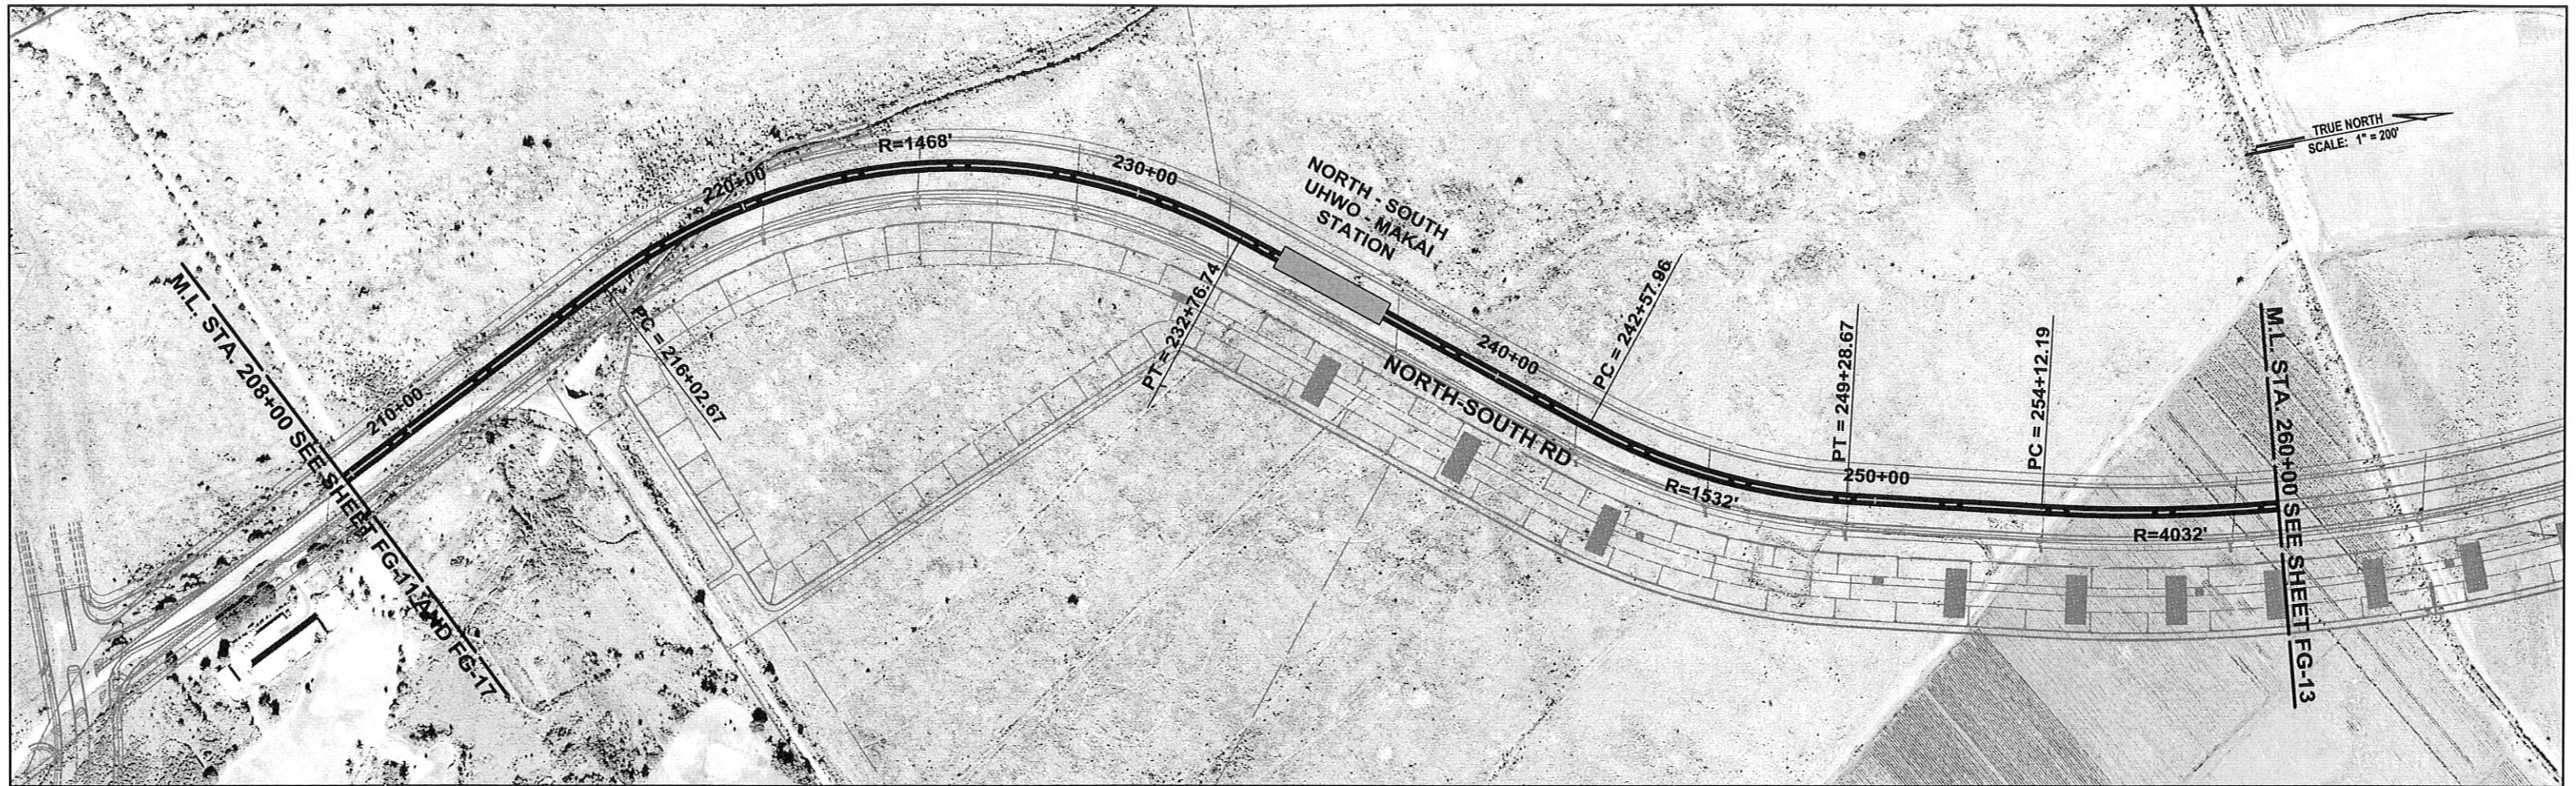 M.L. STA. 208+00 SEE SHEET FG-11 AND FG-17
210+00
PC = 216+02.67
220+00
R=1468'
230+00
PT = 232+76.74
NORTH - SOUTH
UHWO - MAKAI
STATION
NORTH-SOUTH RD
240+00
PC = 242+57.96
R=1532'
PT = 249+28.67
250+00
PC = 254+12.19
R=4032'
M.L. STA. 260+00 SEE SHEET FG-13
TRUE NORTH
SCALE: 1" = 200'